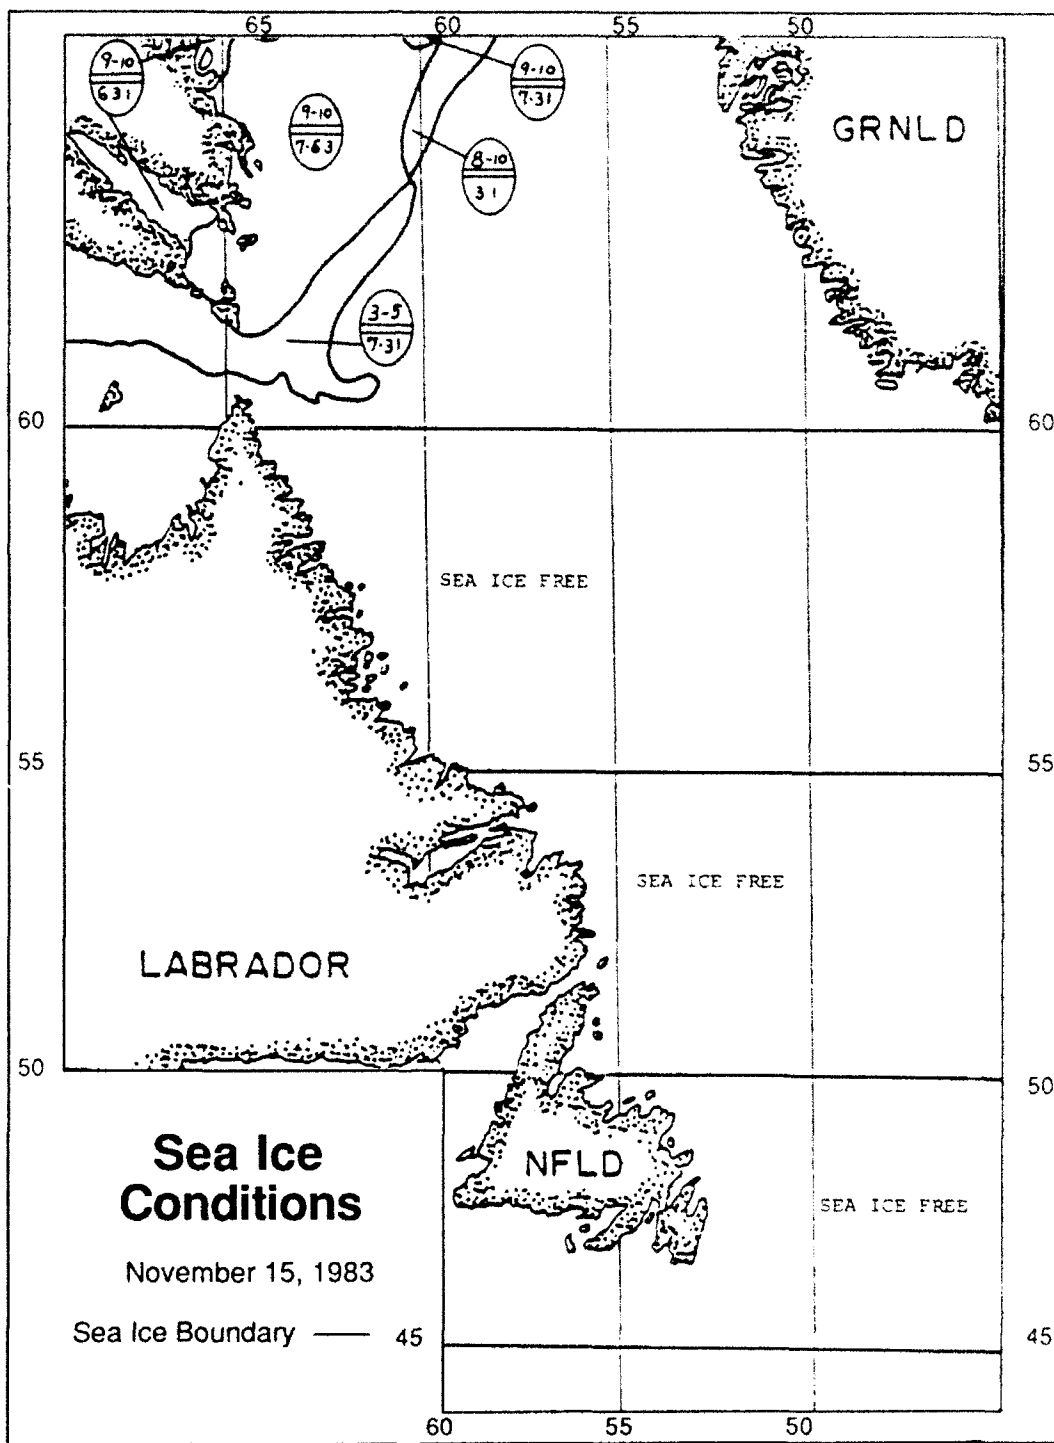 65 60 55 50
9-10
631
9-10
7·63
9-10
7·31
8-10
31
GRNLD
3-5
7·31
60 60
SEA ICE FREE
55 55
SEA ICE FREE
LABRADOR
50 50
Sea Ice
Conditions
NFLD
SEA ICE FREE
November 15, 1983
Sea Ice Boundary
45 45
60 55 50